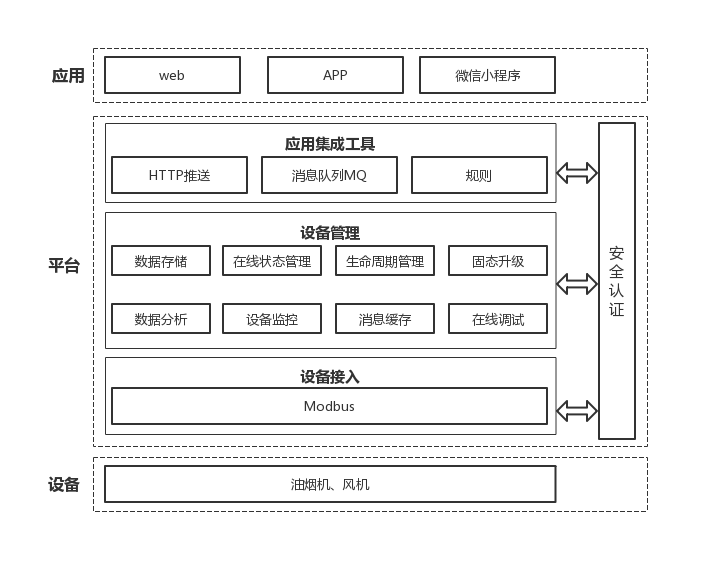 应用
web
APP
微信小程序
平台
应用集成工具
HTTP推送
消息队列MQ
规则
设备管理
数据存储
在线状态管理
生命周期管理
固态升级
数据分析
设备监控
消息缓存
在线调试
设备接入
Modbus
安全认证
设备
油烟机、风机